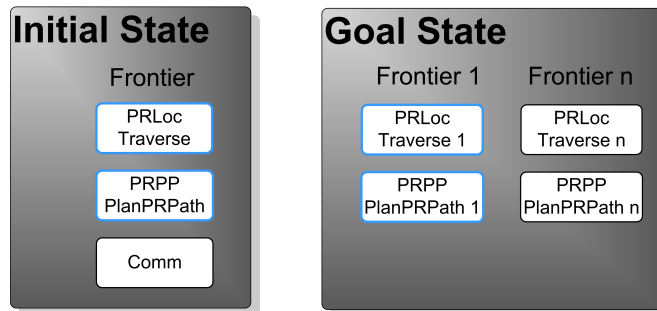 Initial State
Frontier
PRLoc
Traverse
PRPP
PlanPRPath
Comm
Goal State
Frontier 1
Frontier n
PRLoc
Traverse 1
PRLoc
Traverse n
PRPP
PlanPRPath 1
PRPP
PlanPRPath n